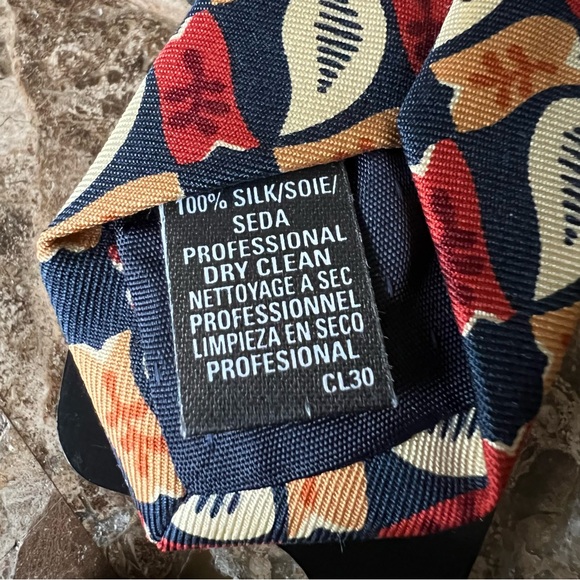 100% SILK/SOIE/
SEDA
PROFESSIONAL
DRY CLEAN
NETTOYAGE A SEC
PROFESSIONNEL
LIMPIEZA EN SECO
PROFESIONAL
CL30